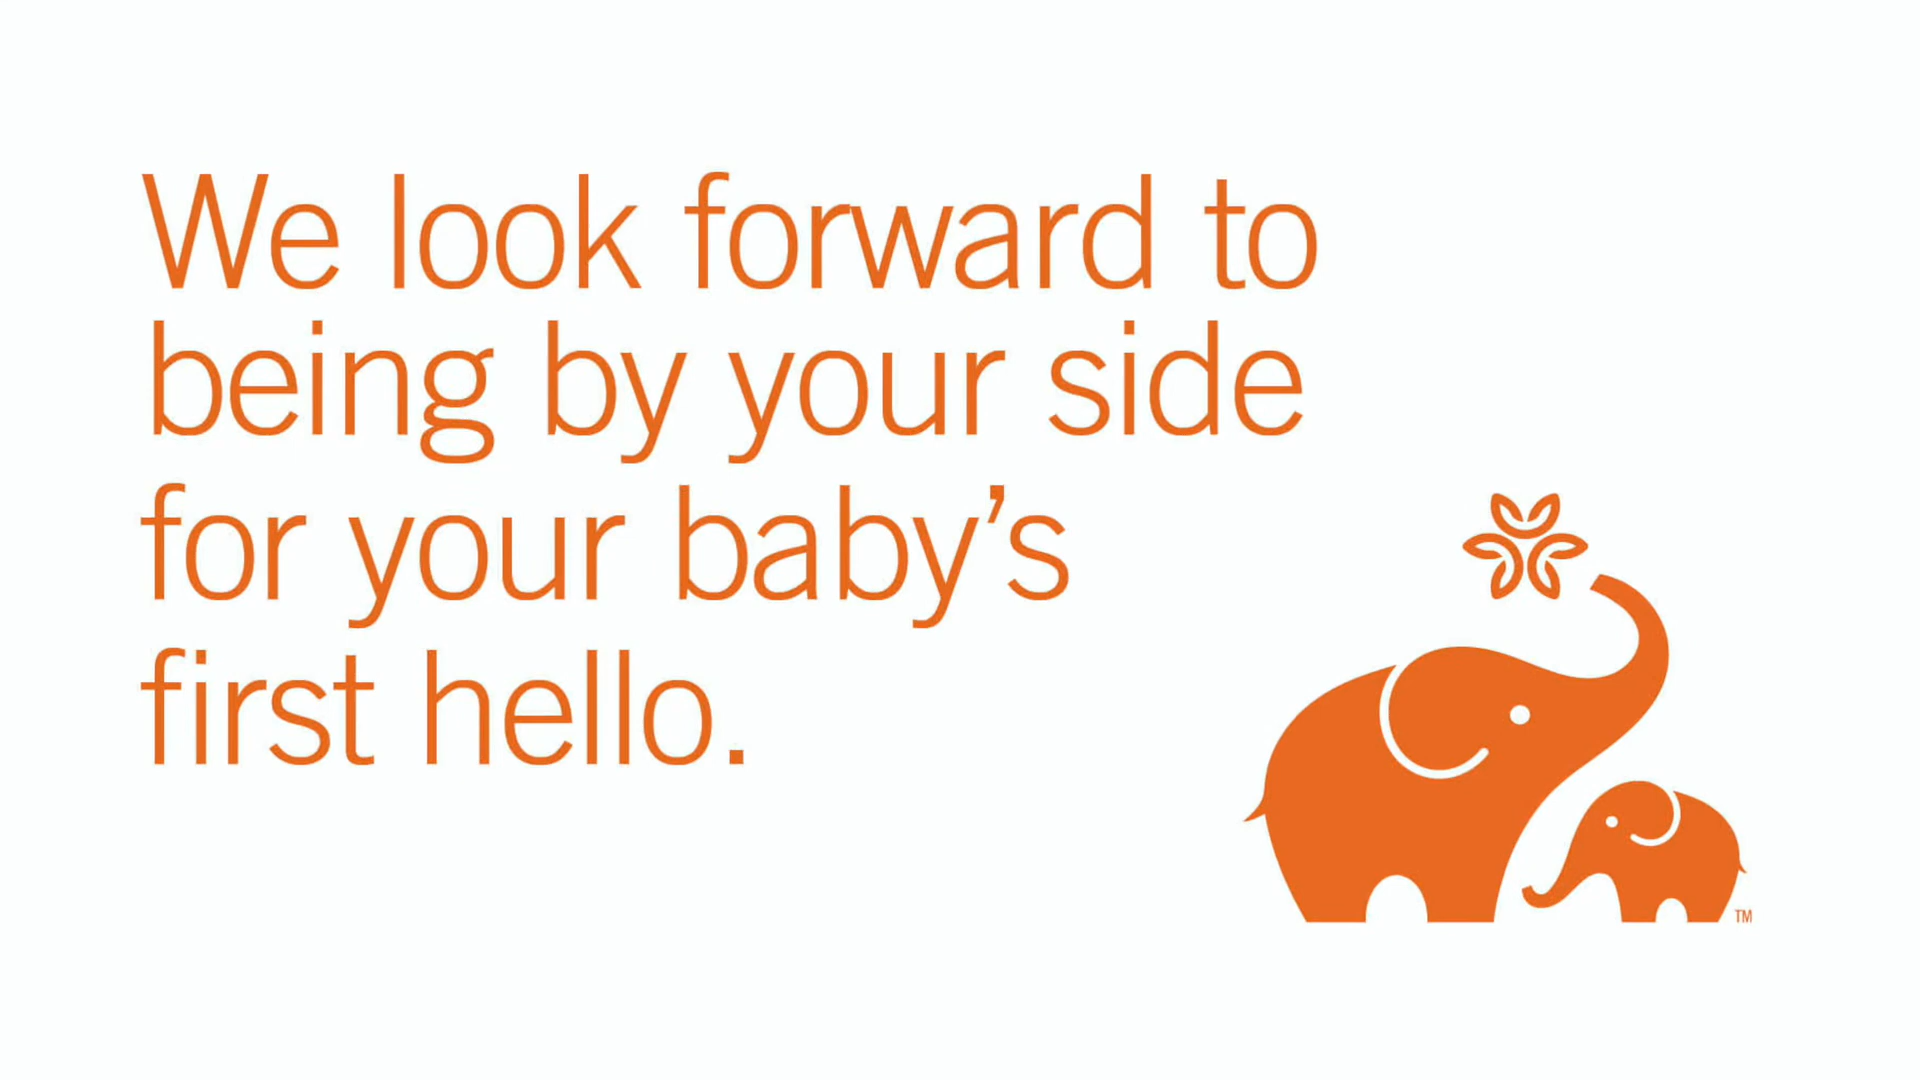 We look forward to
being by your side
for your baby’s
first hello.
TM